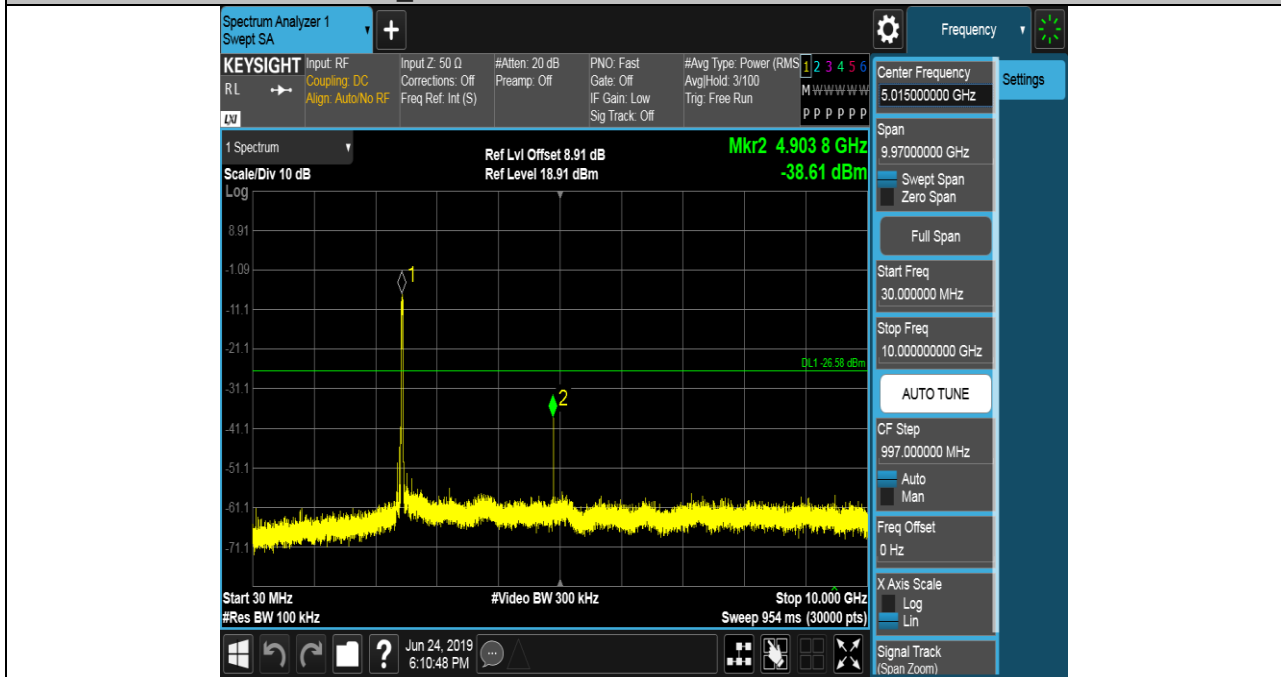 Spectrum Analyzer 1
Swept SA
+
Frequency
KEYSIGHT
RL
LXI
Input: RF
Coupling: DC
Align: Auto/No RF
Input Z: 50 Ω
Corrections: Off
Freq Ref: Int (S)
#Atten: 20 dB
Preamp: Off
PNO: Fast
Gate: Off
IF Gain: Low
Sig Track: Off
#Avg Type: Power (RMS
Avg|Hold: 3/100
Trig: Free Run
1 2 3 4 5 6
M W W W W W
P P P P P P
1 Spectrum
Scale/Div 10 dB
Log
Ref Lvl Offset 8.91 dB
Ref Level 18.91 dBm
Mkr2 4.903 8 GHz
-38.61 dBm
8.91
-1.09
-11.1
-21.1
-31.1
-41.1
-51.1
-61.1
-71.1
1
DL1 -26.58 dBm
2
Start 30 MHz
#Res BW 100 kHz
#Video BW 300 kHz
Stop 10.000 GHz
Sweep 954 ms (30000 pts)
?
Jun 24, 2019
6:10:48 PM
Center Frequency
5.015000000 GHz
Settings
Span
9.97000000 GHz
Swept Span
Zero Span
Full Span
Start Freq
30.000000 MHz
Stop Freq
10.000000000 GHz
AUTO TUNE
CF Step
997.000000 MHz
Auto
Man
Freq Offset
0 Hz
X Axis Scale
Log
Lin
Signal Track
(Span Zoom)